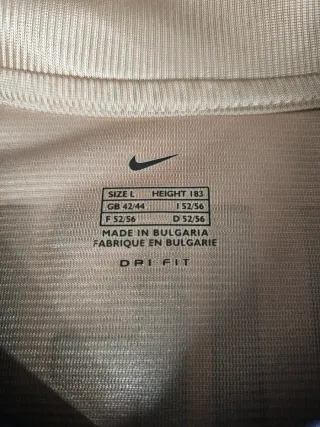 SIZE L HEIGHT 183
GB 42/44 I 52/56
F 52/56 D 52/56
MADE IN BULGARIA
FABRIQUE EN BULGARIE
DRI FIT